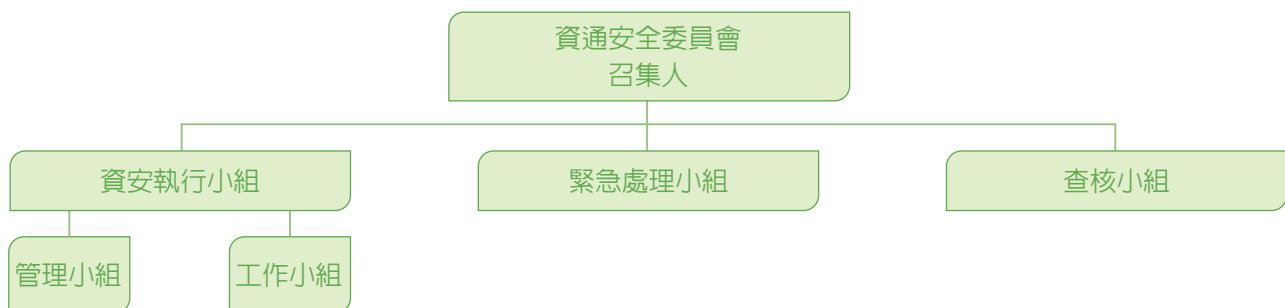 資通安全委員會
召集人
資安執行小組
緊急處理小組
查核小組
管理小組
工作小組